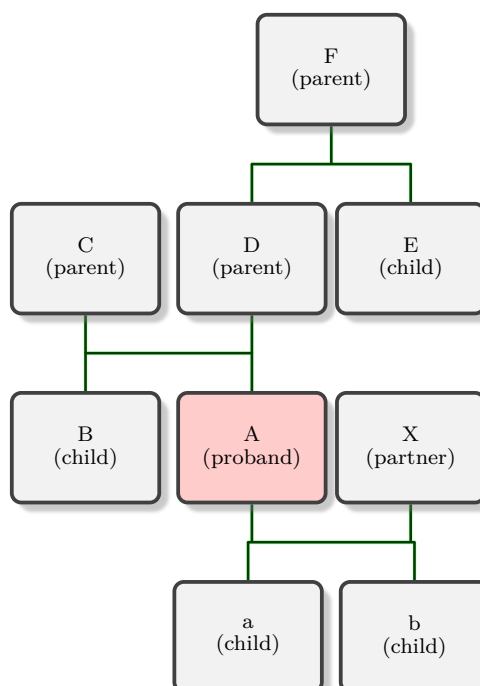 F
(parent)
C
(parent)
D
(parent)
E
(child)
B
(child)
A
(proband)
X
(partner)
a
(child)
b
(child)